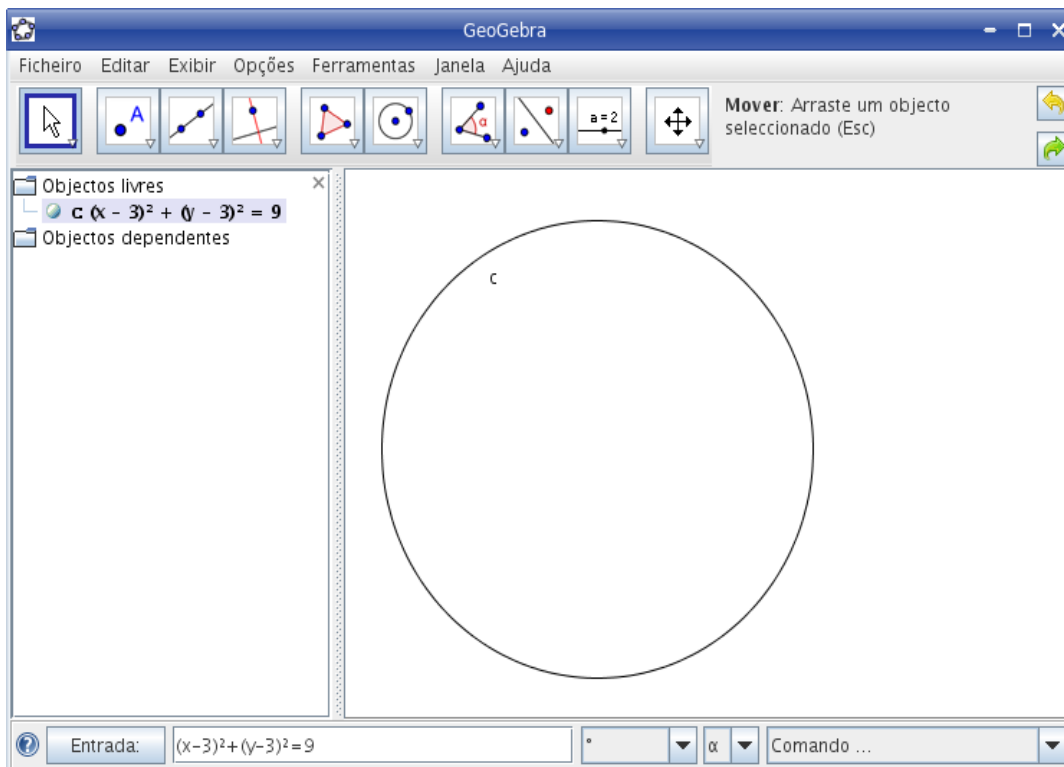 GeoGebra
Ficheiro Editar Exibir Opções Ferramentas Janela Ajuda
A
α
a = 2
Mover: Arraste um objecto
seleccionado (Esc)
Objectos livres
c: (x - 3)² + (y - 3)² = 9
Objectos dependentes
c
Entrada: (x-3)²+(y-3)²=9 ° α Comando ...